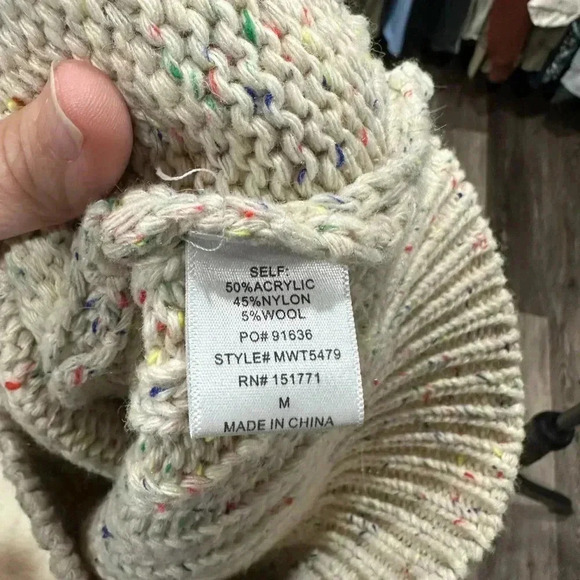 SELF:
50%ACRYLIC
45%NYLON
5%WOOL
PO# 91636
STYLE# MWT5479
RN# 151771
M
MADE IN CHINA